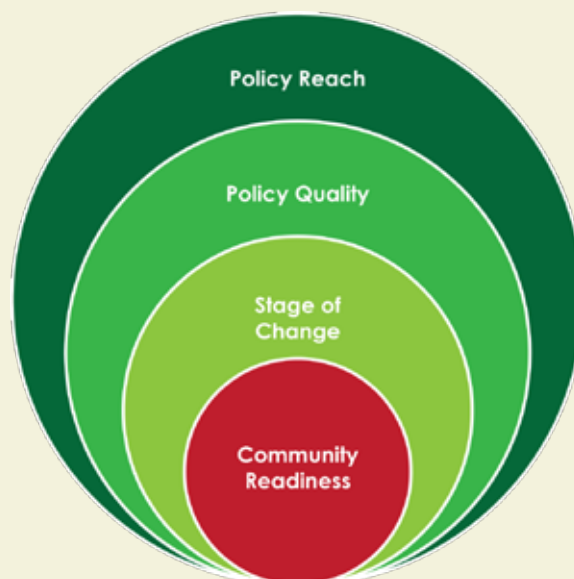 Policy Reach
Policy Quality
Stage of
Change
Community
Readiness